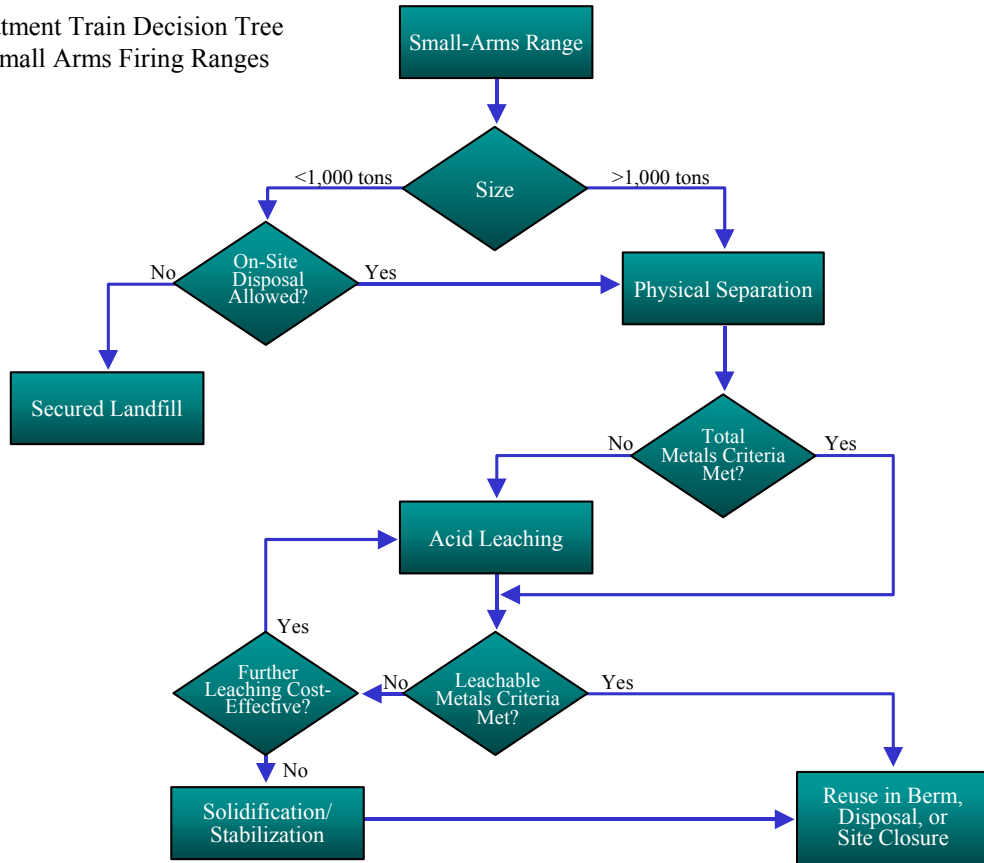 atment Train Decision Tree
mall Arms Firing Ranges
Small-Arms Range
<1,000 tons
Size
>1,000 tons
No
On-Site
Disposal
Allowed?
Yes
Physical Separation
Secured Landfill
No
Total
Metals Criteria
Met?
Yes
Acid Leaching
Yes
Further
Leaching Cost-
Effective?
No
Leachable
Metals Criteria
Met?
Yes
No
Solidification/
Stabilization
Reuse in Berm,
Disposal, or
Site Closure